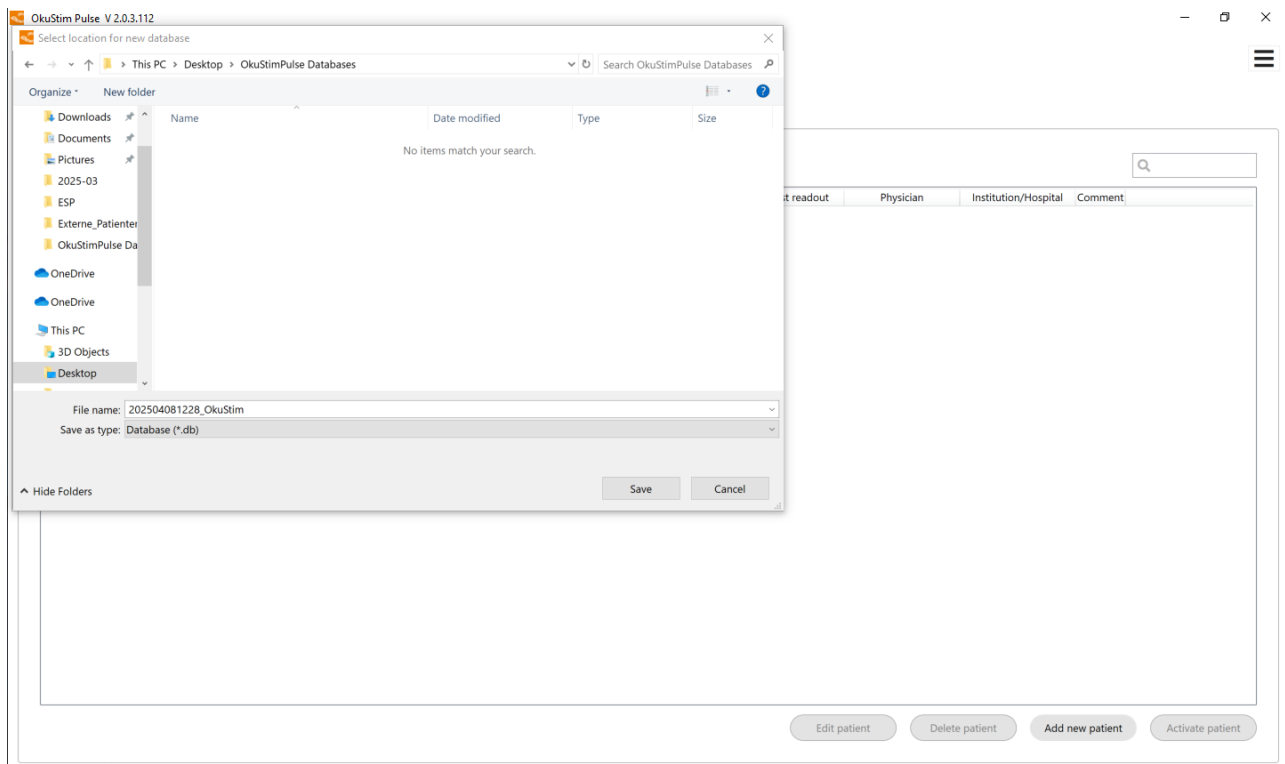 OkuStim Pulse V 2.0.3.112
Select location for new database
This PC > Desktop > OkuStimPulse Databases
Search OkuStimPulse Databases
Organize
New folder
Name
Date modified
Type
Size
No items match your search.
Downloads
Documents
Pictures
2025-03
ESP
Externe_Patienter
OkuStimPulse Da
OneDrive
OneDrive
This PC
3D Objects
Desktop
File name: 202504081228_OkuStim
Save as type: Database (*.db)
Hide Folders
Save
Cancel
st readout
Physician
Institution/Hospital
Comment
Edit patient
Delete patient
Add new patient
Activate patient